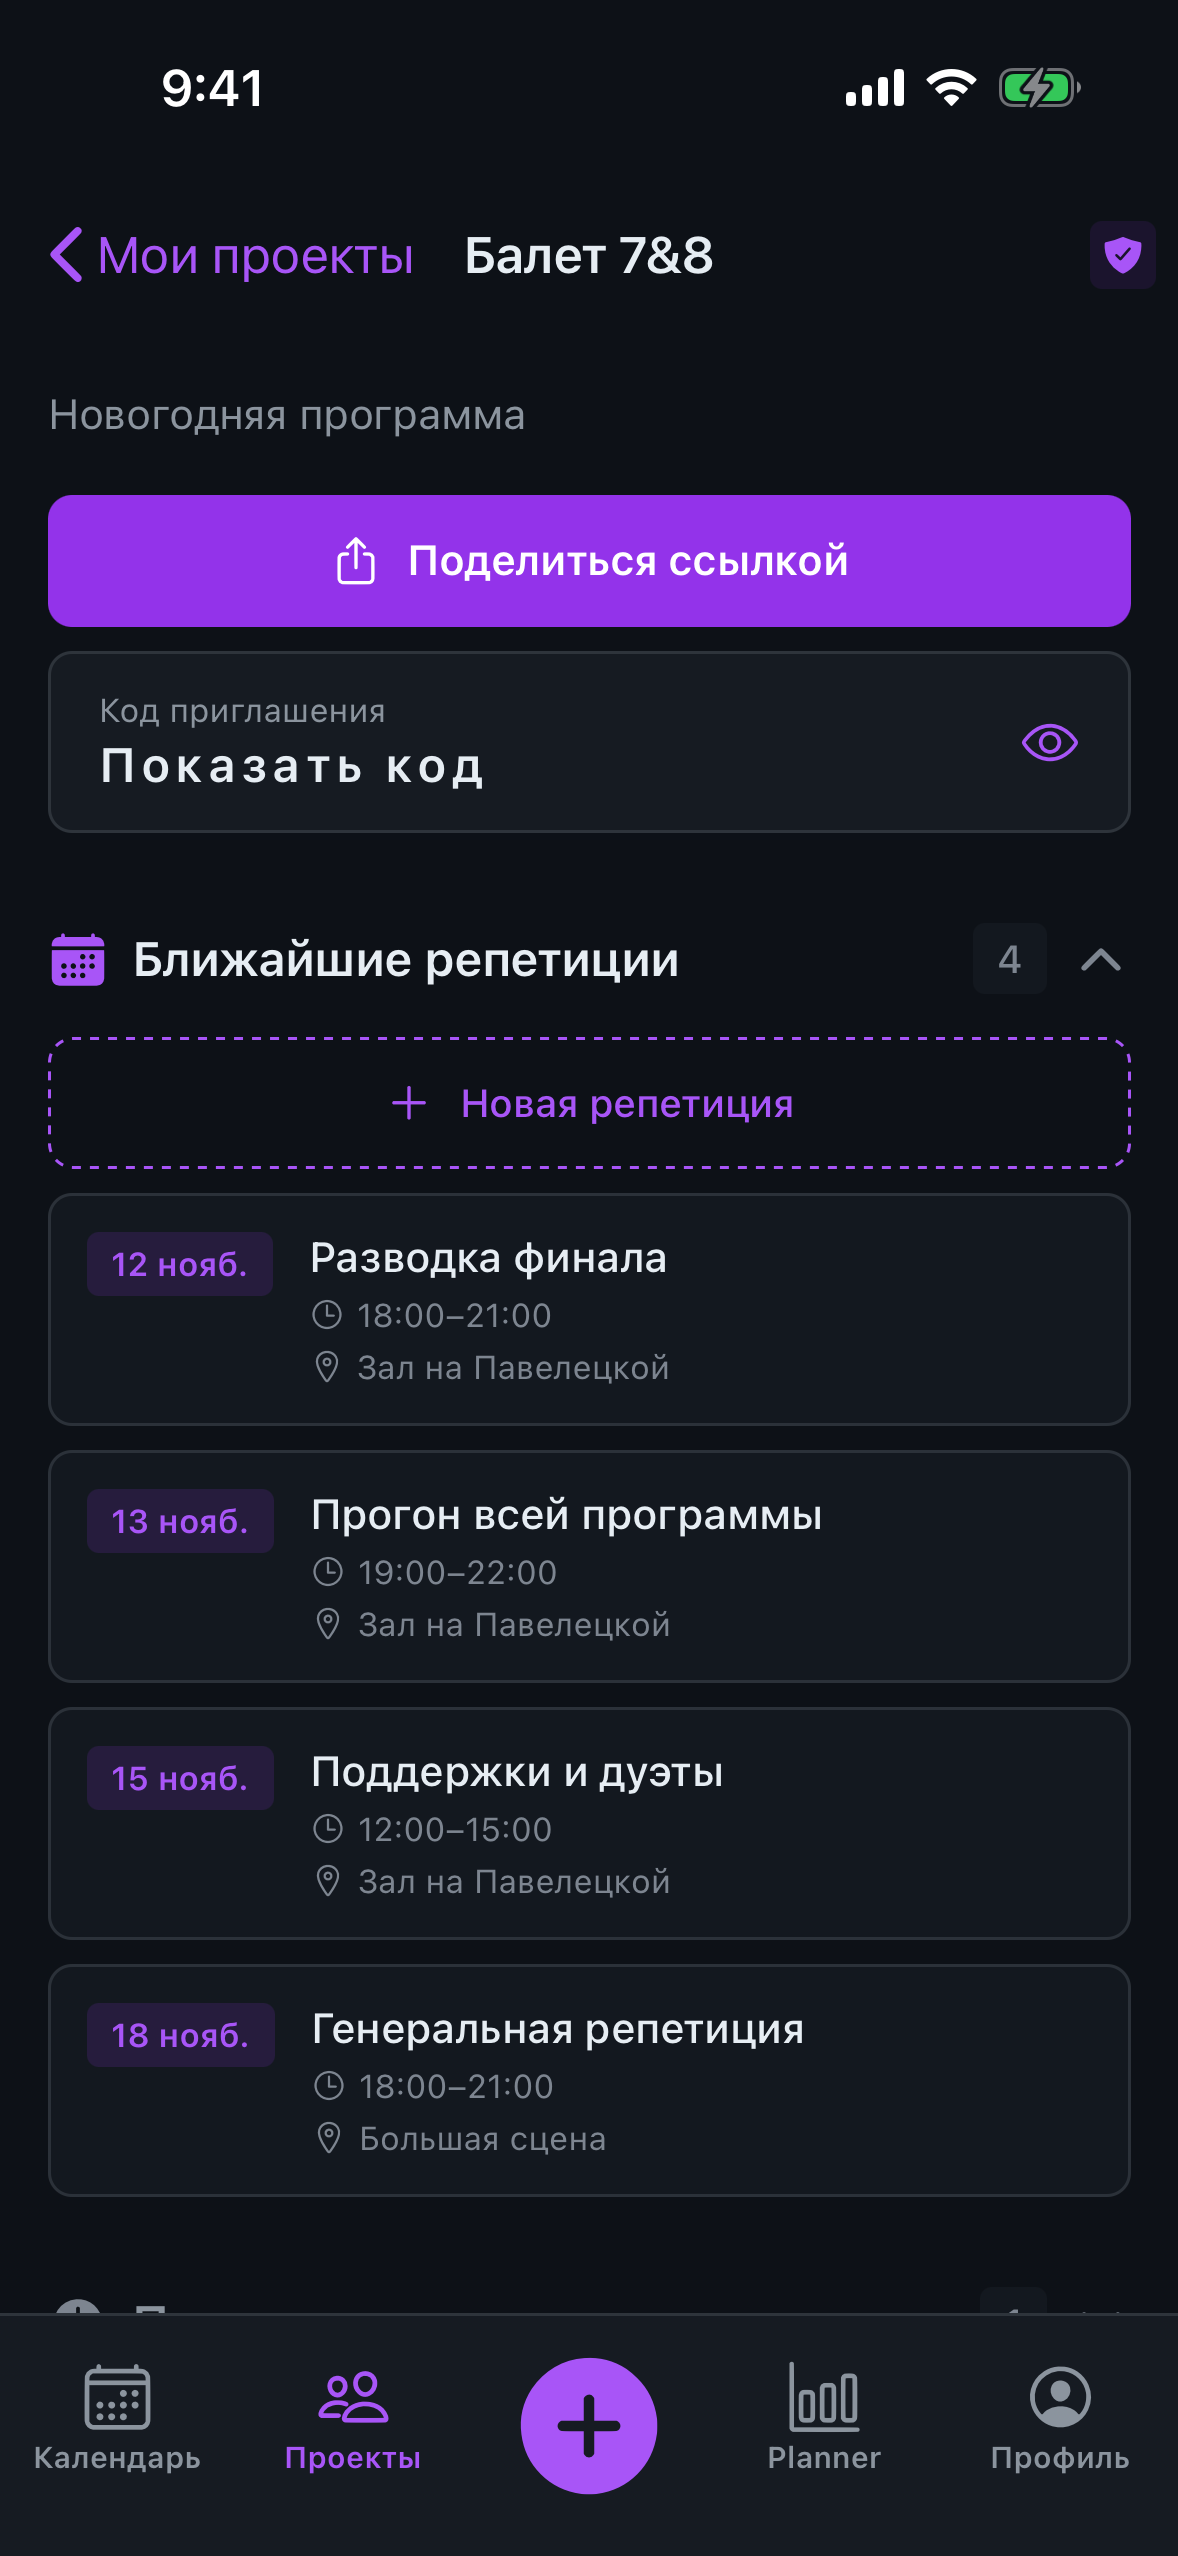 9:41
Мои проекты
Балет 7&8
Новогодняя программа
Поделиться ссылкой
Код приглашения
Показать код
Ближайшие репетиции
4
Новая репетиция
12 нояб.
Разводка финала
18:00–21:00
Зал на Павелецкой
13 нояб.
Прогон всей программы
19:00–22:00
Зал на Павелецкой
15 нояб.
Поддержки и дуэты
12:00–15:00
Зал на Павелецкой
18 нояб.
Генеральная репетиция
18:00–21:00
Большая сцена
Календарь
Проекты
Planner
Профиль